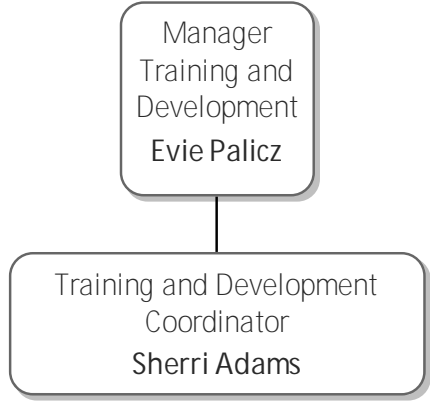 Manager
Training and
Development
Evie Palicz
Training and Development
Coordinator
Sherri Adams